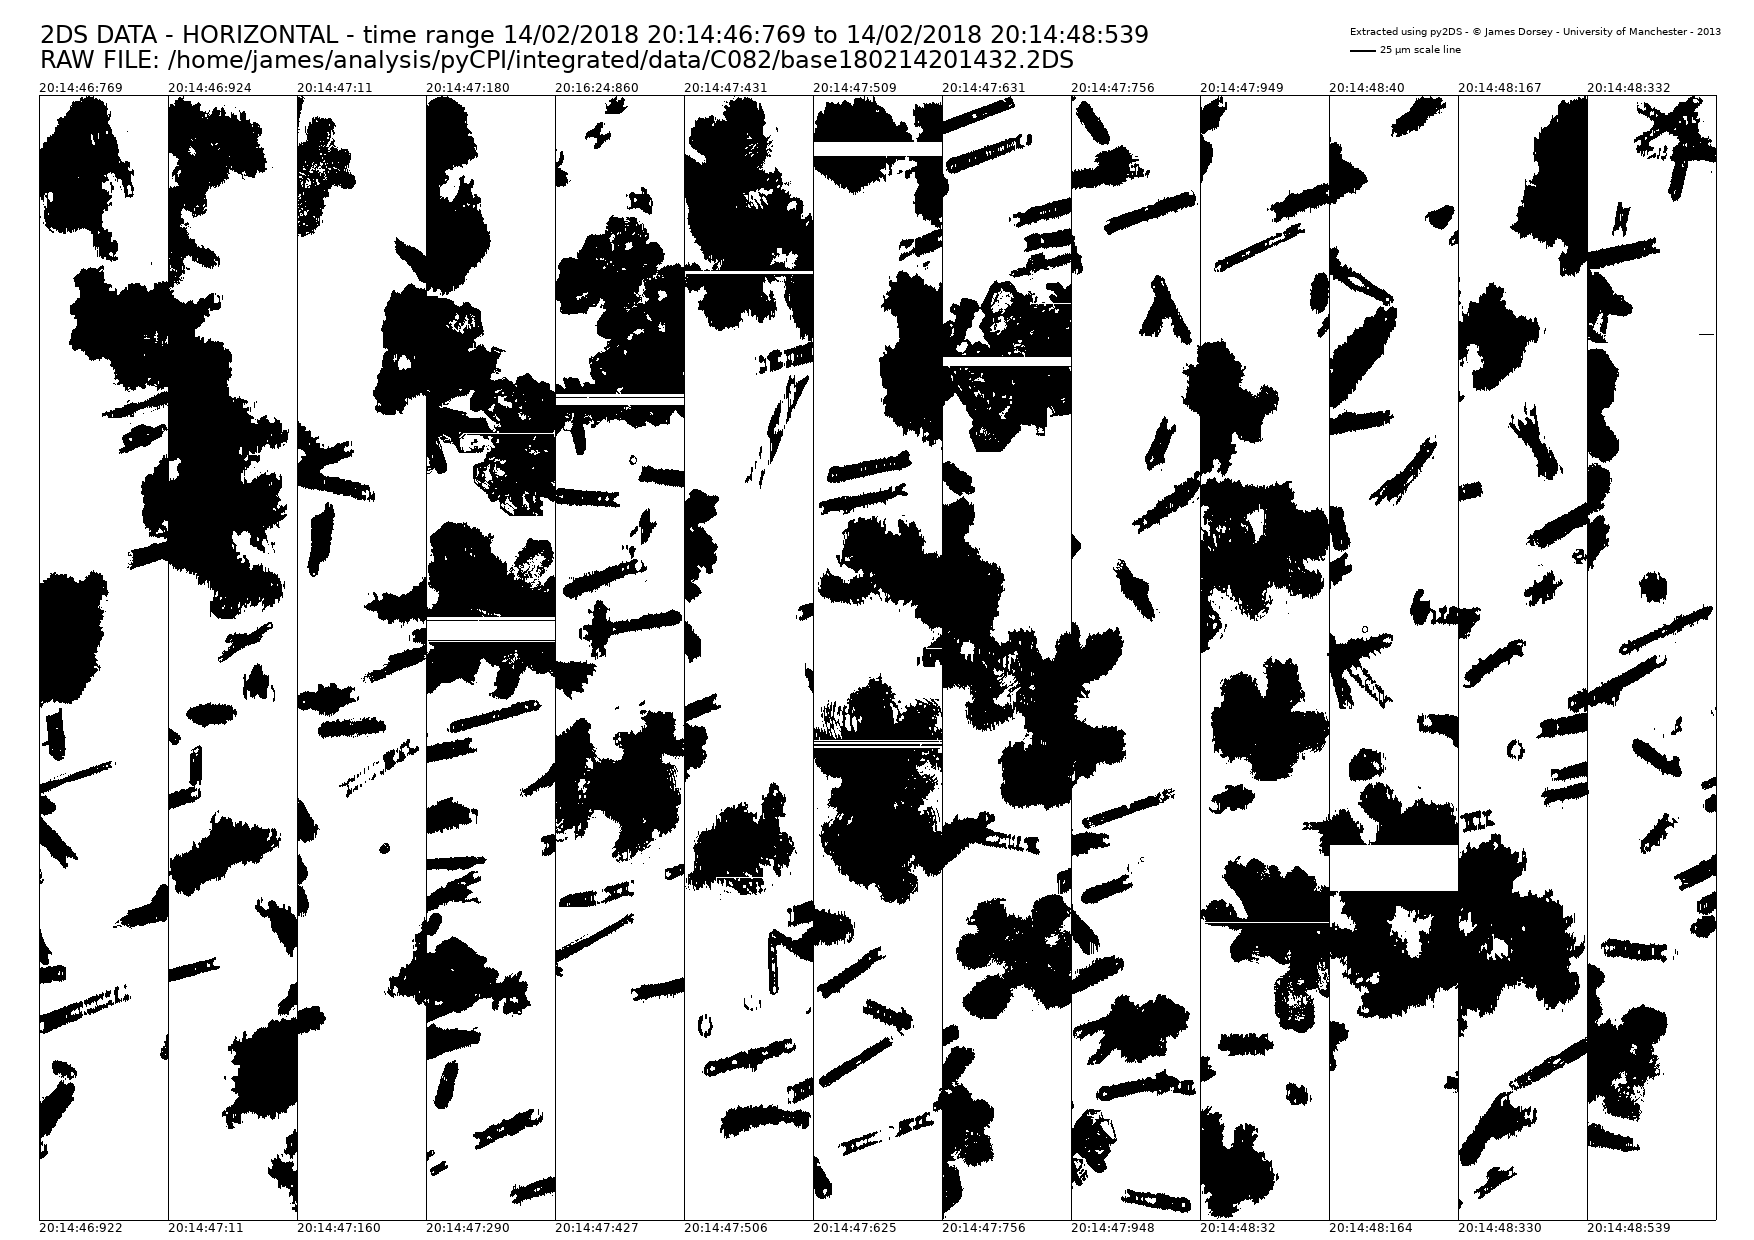 2DS DATA - HORIZONTAL - time range 14/02/2018 20:14:46:769 to 14/02/2018 20:14:48:539
RAW FILE: /home/james/analysis/pyCPI/integrated/data/C082/base180214201432.2DS
Extracted using py2DS - © James Dorsey - University of Manchester - 2013
25 µm scale line
20:14:46:769 20:14:46:924 20:14:47:11 20:14:47:180 20:16:24:860 20:14:47:431 20:14:47:509 20:14:47:631 20:14:47:756 20:14:47:949 20:14:48:40 20:14:48:167 20:14:48:332
20:14:46:922 20:14:47:11 20:14:47:160 20:14:47:290 20:14:47:427 20:14:47:506 20:14:47:625 20:14:47:756 20:14:47:948 20:14:48:32 20:14:48:164 20:14:48:330 20:14:48:539